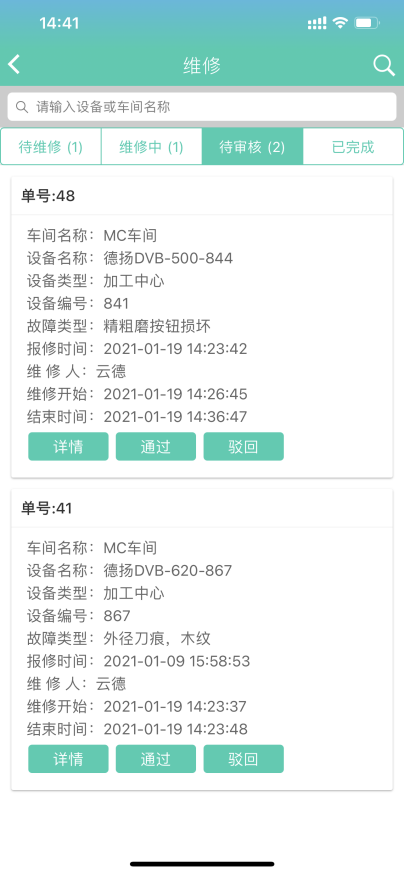 14:41
维修
请输入设备或车间名称
待维修 (1) 维修中 (1) 待审核 (2) 已完成
单号:48
车间名称：MC车间
设备名称：德扬DVB-500-844
设备类型：加工中心
设备编号：841
故障类型：精粗磨按钮损坏
报修时间：2021-01-19 14:23:42
维 修 人：云德
维修开始：2021-01-19 14:26:45
结束时间：2021-01-19 14:36:47
详情 通过 驳回
单号:41
车间名称：MC车间
设备名称：德扬DVB-620-867
设备类型：加工中心
设备编号：867
故障类型：外径刀痕，木纹
报修时间：2021-01-09 15:58:53
维 修 人：云德
维修开始：2021-01-19 14:23:37
结束时间：2021-01-19 14:23:48
详情 通过 驳回